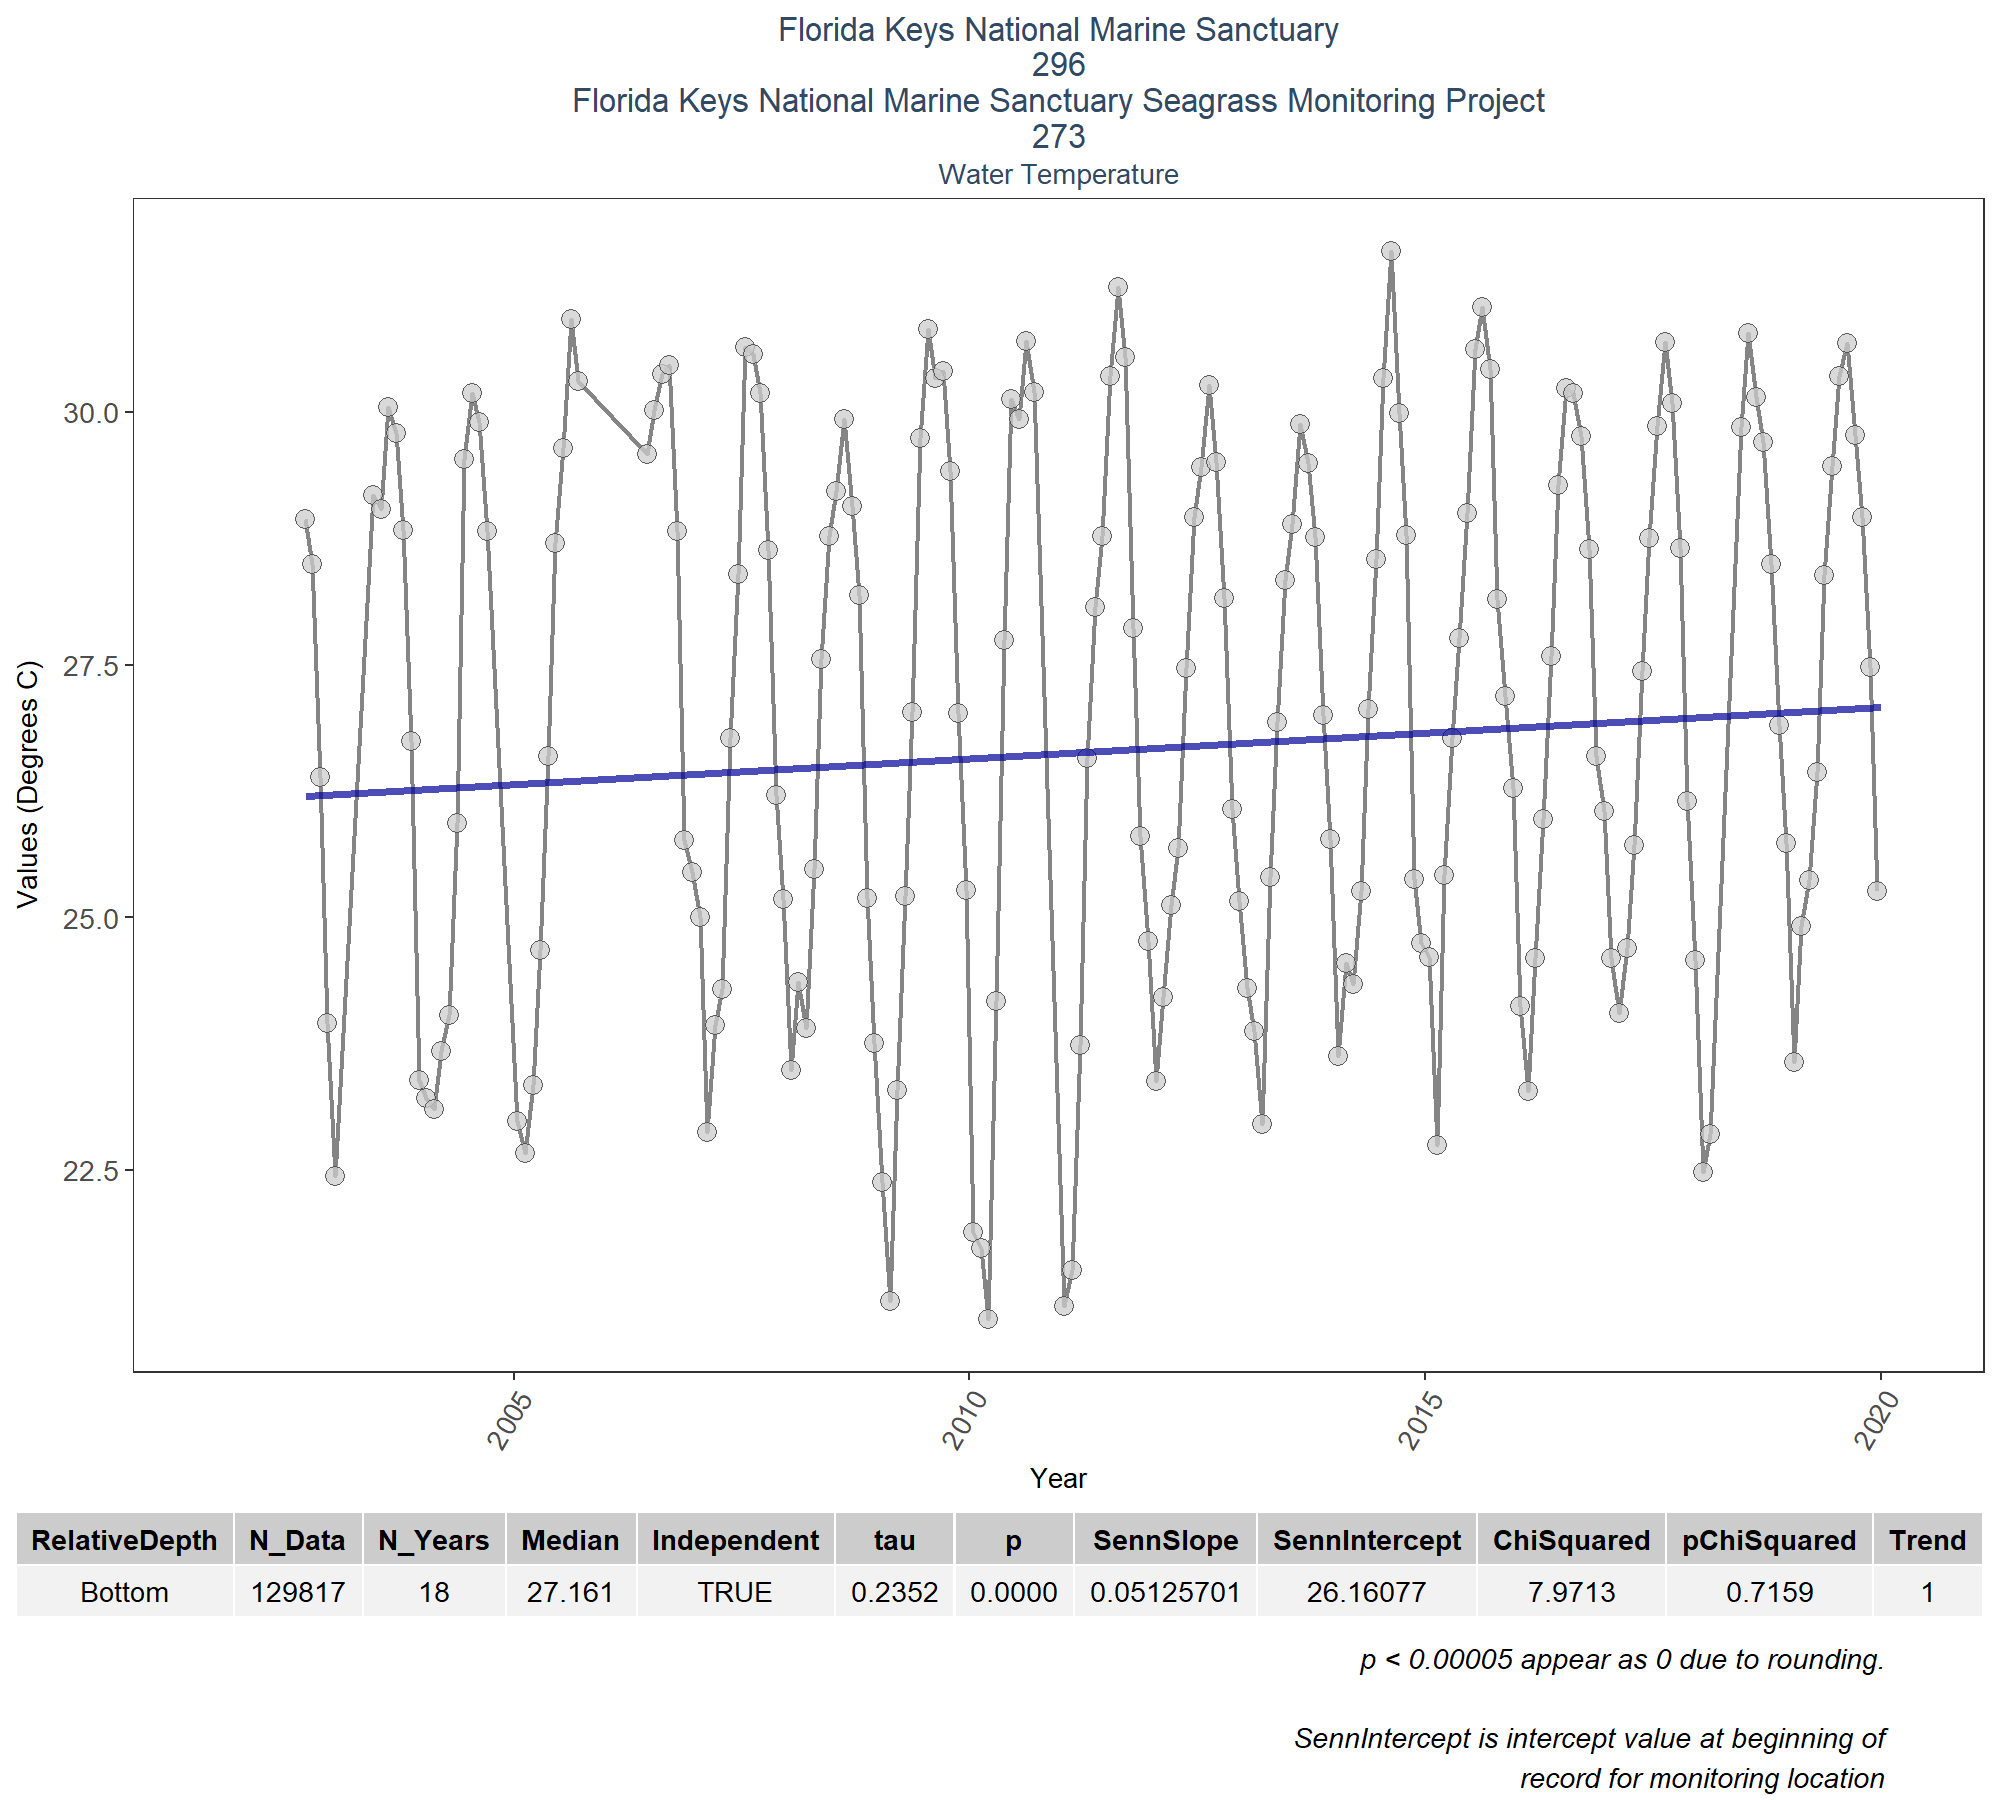 Florida Keys National Marine Sanctuary
296
Florida Keys National Marine Sanctuary Seagrass Monitoring Project
273
Water Temperature
Values (Degrees C)
30.0
27.5
25.0
22.5
2005
2010
2015
2020
Year
RelativeDepth N_Data N_Years Median Independent tau p SennSlope SennIntercept ChiSquared pChiSquared Trend
Bottom 129817 18 27.161 TRUE 0.2352 0.0000 0.05125701 26.16077 7.9713 0.7159 1
p < 0.00005 appear as 0 due to rounding.
SennIntercept is intercept value at beginning of
record for monitoring location